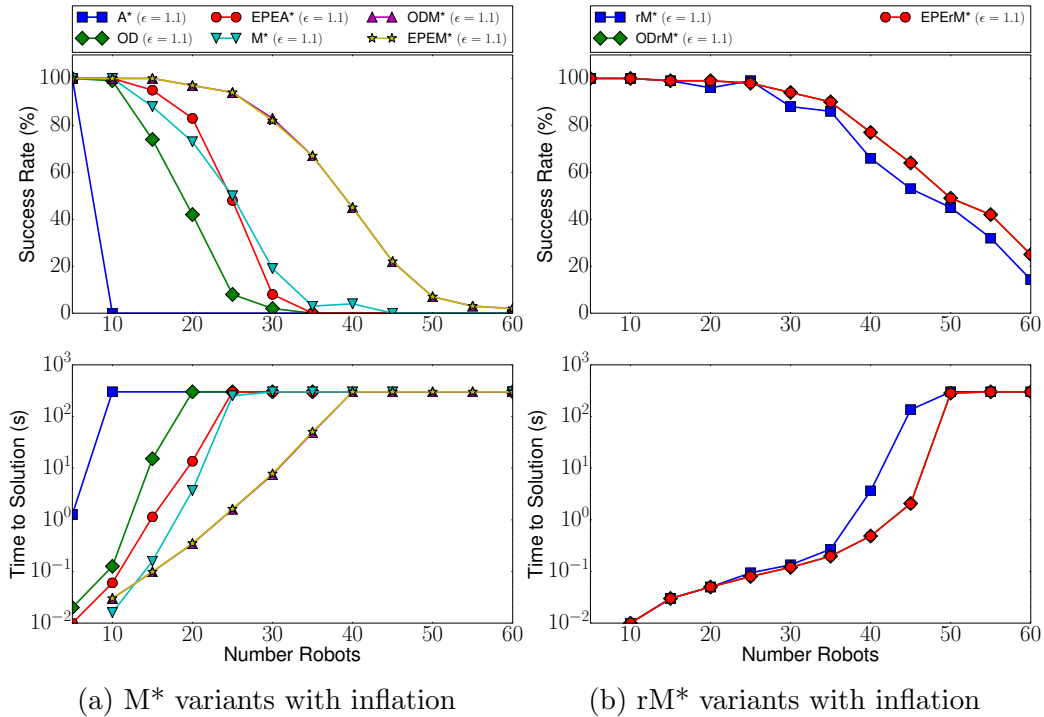 A* (ϵ = 1.1) EPEA* (ϵ = 1.1) ODM* (ϵ = 1.1)
OD (ϵ = 1.1) M* (ϵ = 1.1) EPEM* (ϵ = 1.1)
rM* (ϵ = 1.1) EPErM* (ϵ = 1.1)
ODrM* (ϵ = 1.1)
Success Rate (%)
100
80
60
40
20
0
10 20 30 40 50 60
Success Rate (%)
100
80
60
40
20
0
10 20 30 40 50 60
Time to Solution (s)
10³
10²
10¹
10⁰
10⁻¹
10⁻²
10 20 30 40 50 60
Number Robots
Time to Solution (s)
10³
10²
10¹
10⁰
10⁻¹
10⁻²
10 20 30 40 50 60
Number Robots
(a) M* variants with inflation
(b) rM* variants with inflation